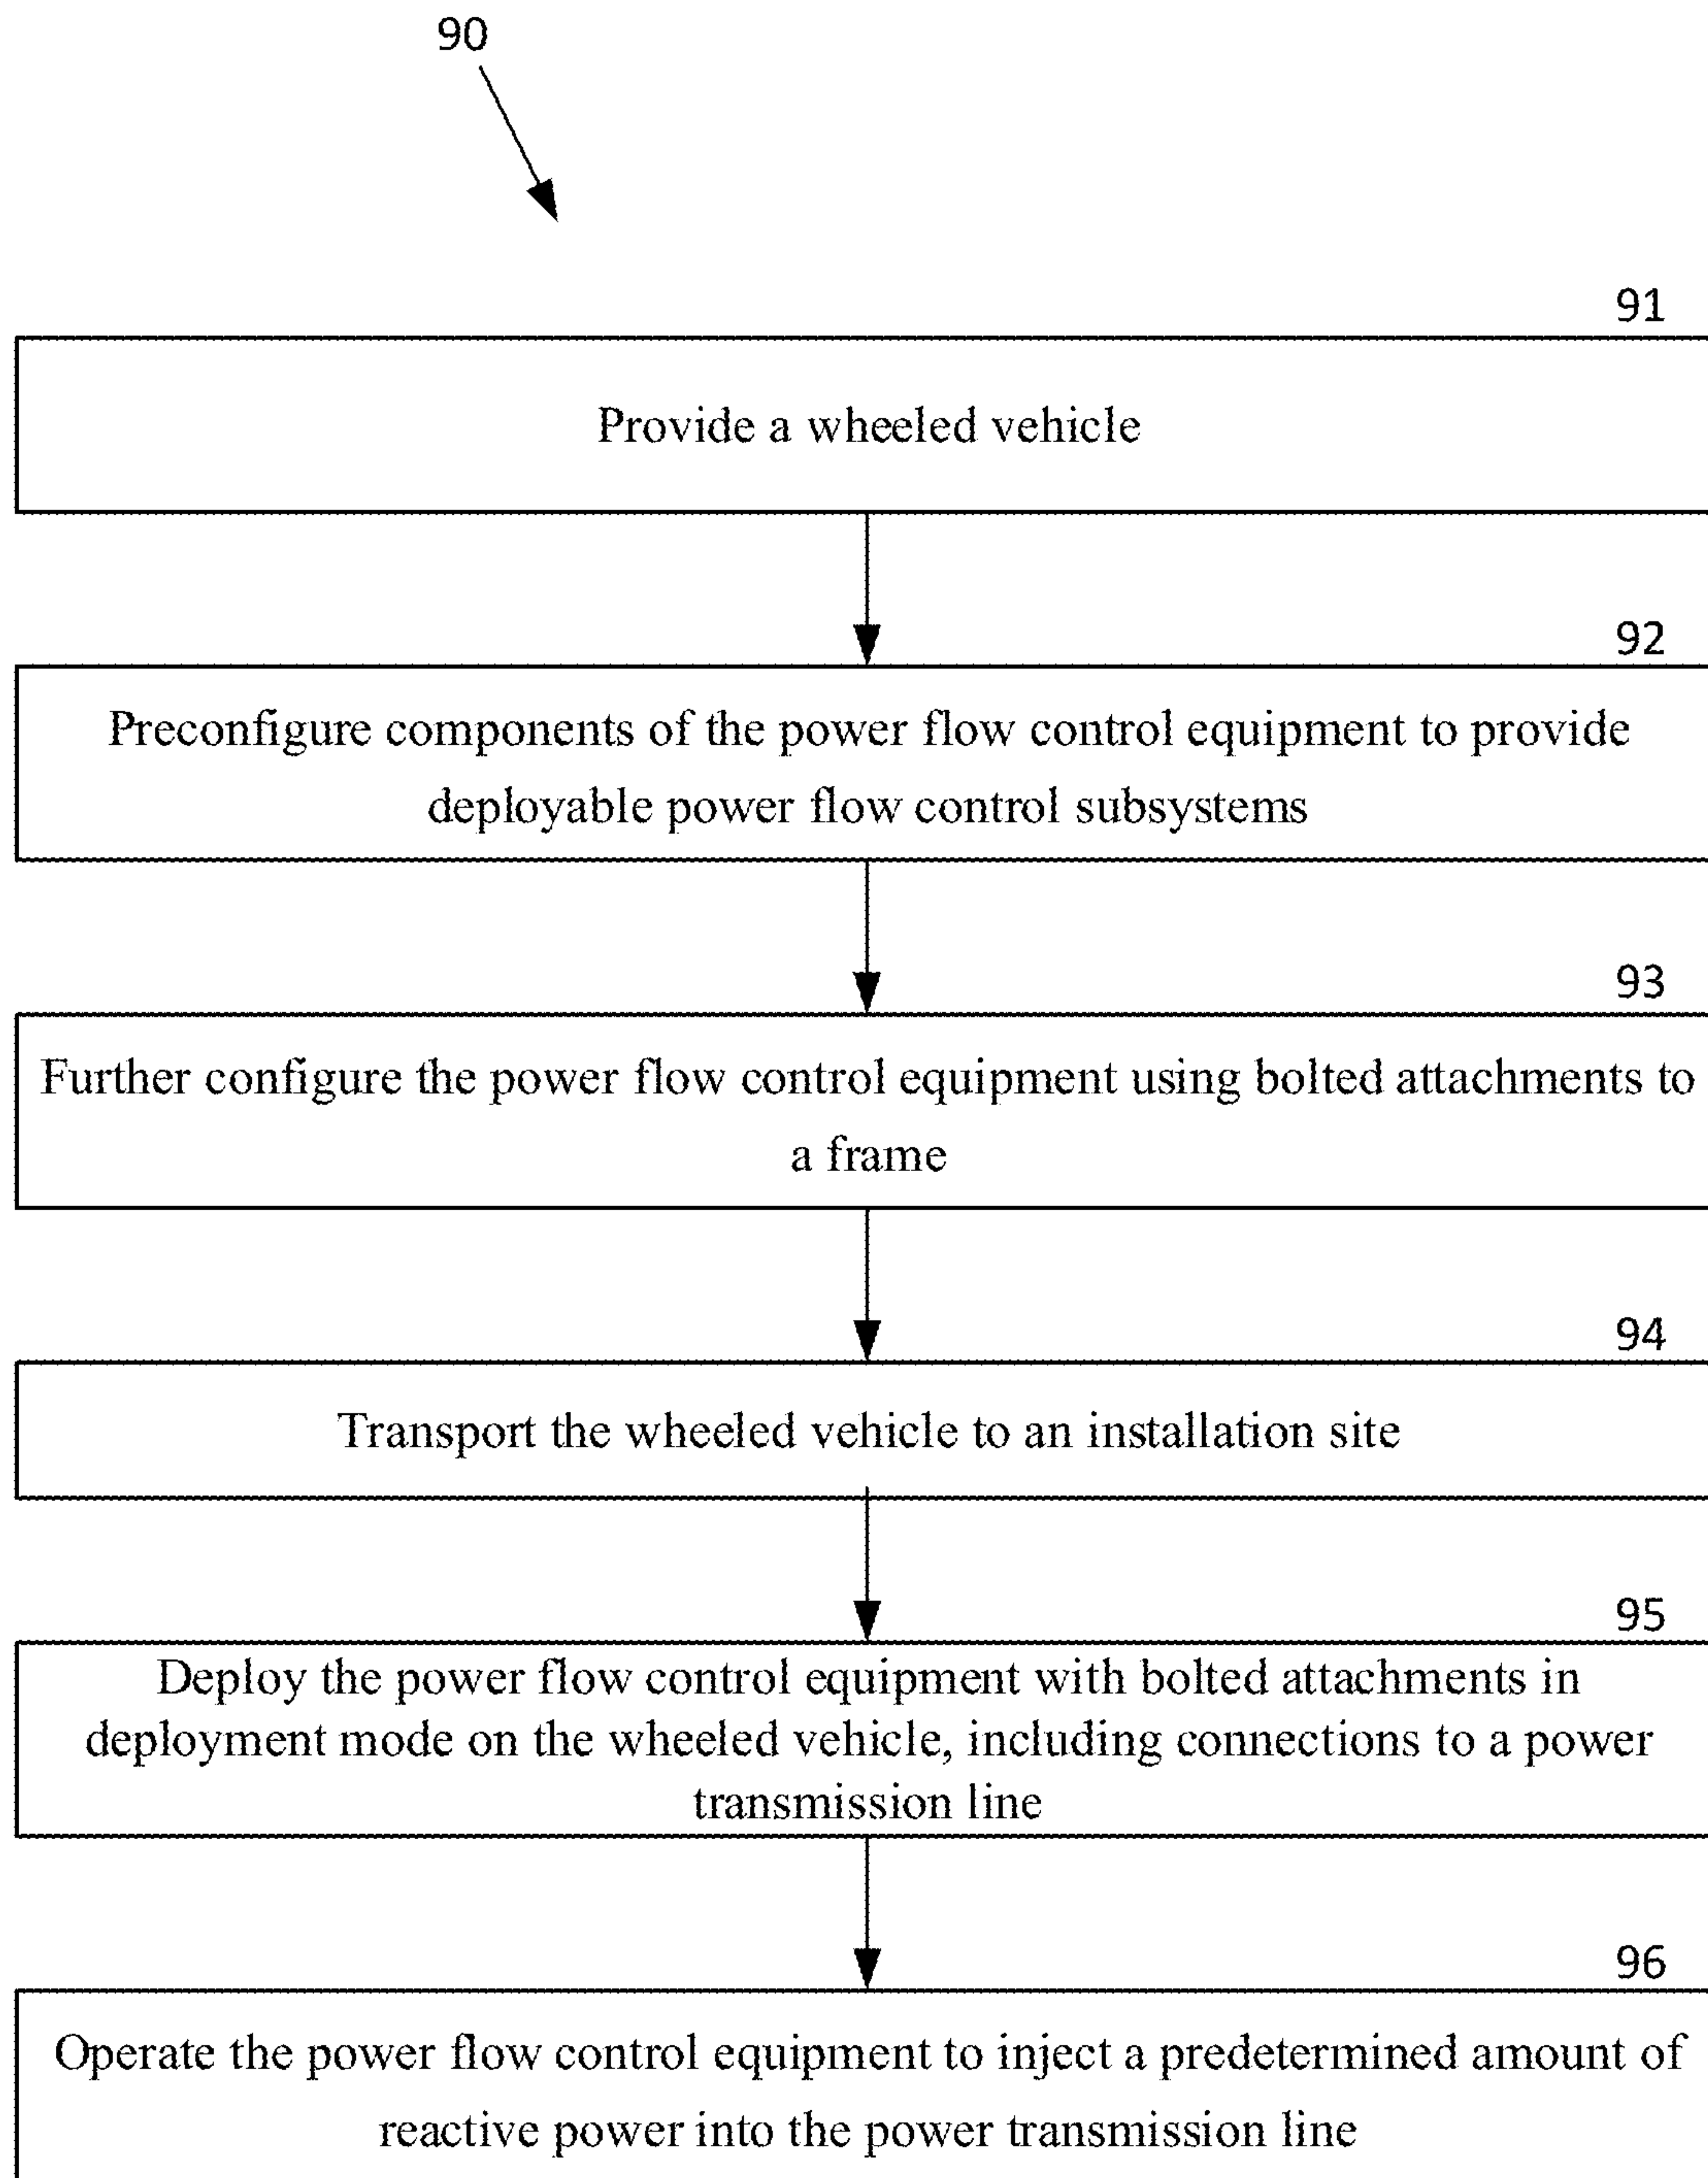 90
91
Provide a wheeled vehicle
92
Preconfigure components of the power flow control equipment to provide
deployable power flow control subsystems
93
Further configure the power flow control equipment using bolted attachments to
a frame
94
Transport the wheeled vehicle to an installation site
95
Deploy the power flow control equipment with bolted attachments in
deployment mode on the wheeled vehicle, including connections to a power
transmission line
96
Operate the power flow control equipment to inject a predetermined amount of
reactive power into the power transmission line